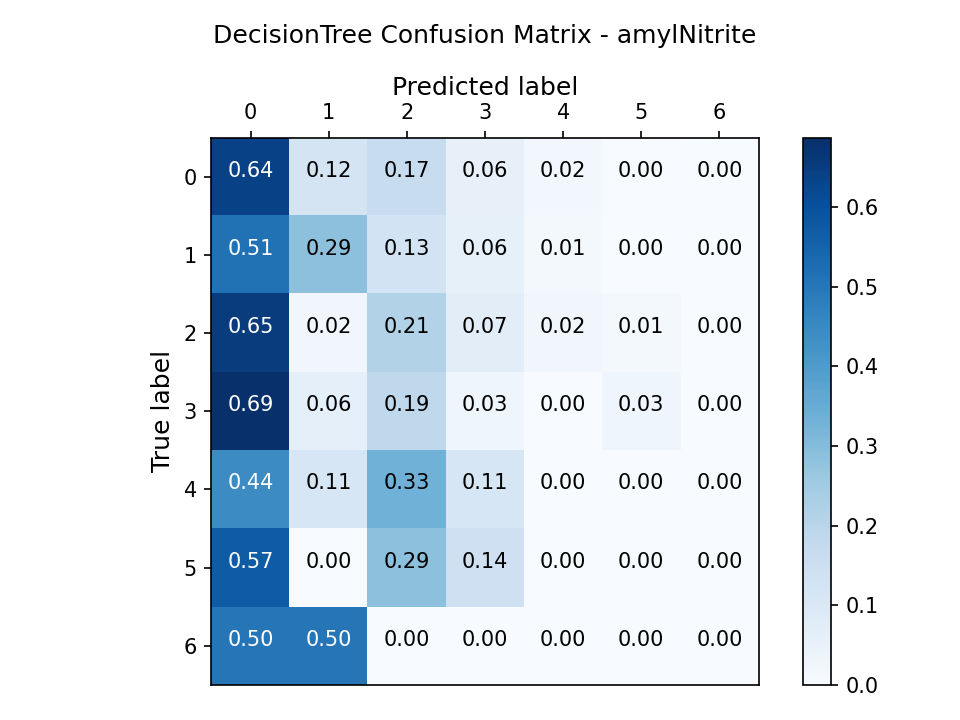 DecisionTree Confusion Matrix - amylNitrite
Predicted label
0 1 2 3 4 5 6
0 0.64 0.12 0.17 0.06 0.02 0.00 0.00
1 0.51 0.29 0.13 0.06 0.01 0.00 0.00
2 0.65 0.02 0.21 0.07 0.02 0.01 0.00
3 0.69 0.06 0.19 0.03 0.00 0.03 0.00
4 0.44 0.11 0.33 0.11 0.00 0.00 0.00
5 0.57 0.00 0.29 0.14 0.00 0.00 0.00
6 0.50 0.50 0.00 0.00 0.00 0.00 0.00
True label
0.6
0.5
0.4
0.3
0.2
0.1
0.0